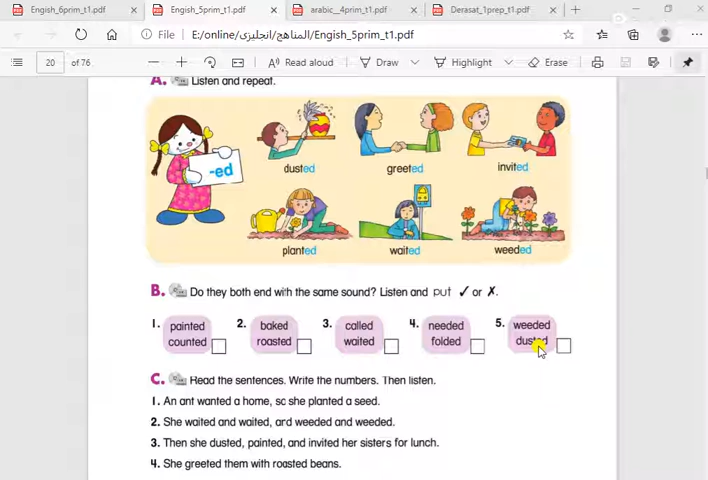 Engish_6prim_t1.pdf
Engish_5prim_t1.pdf
arabic__4prim_t1.pdf
Derasat_1prep_t1.pdf
File E:/online/المناهج/انجليزى/Engish_5prim_t1.pdf
20 of 76
Read aloud
Draw
Highlight
Erase
A. Listen and repeat.
-ed
dusted
greeted
invited
planted
waited
weeded
B. Do they both end with the same sound? Listen and put ✓ or ✗.
1. painted
counted
2. baked
roasted
3. called
waited
4. needed
folded
5. weeded
dusted
C. Read the sentences. Write the numbers. Then listen.
1. An ant wanted a home, so she planted a seed.
2. She waited and waited, and weeded and weeded.
3. Then she dusted, painted, and invited her sisters for lunch.
4. She greeted them with roasted beans.